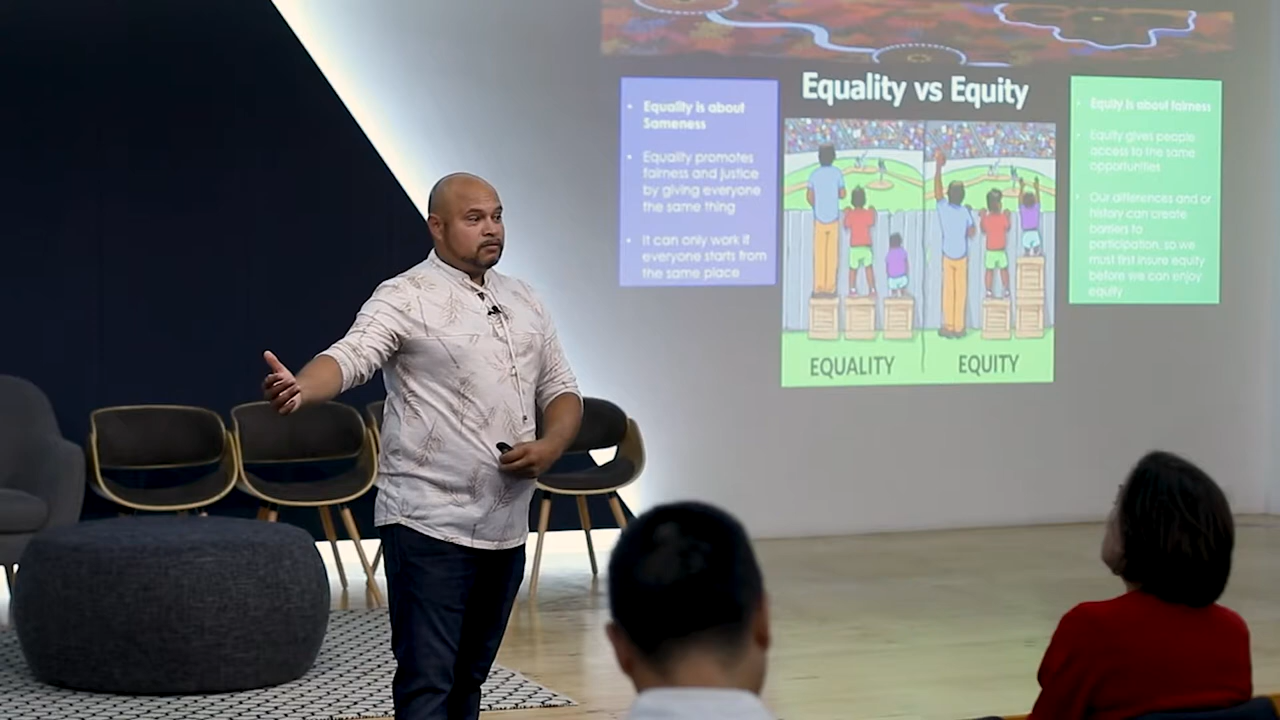 Equality vs Equity
• Equality is about
Sameness
• Equality promotes
fairness and justice
by giving everyone
the same thing
• It can only work if
everyone starts from
the same place
EQUALITY
EQUITY
• Equity is about fairness
• Equity gives people
access to the same
opportunities
• Our differences and or
history can create
barriers to
participation, so we
must first insure equity
before we can enjoy
equity